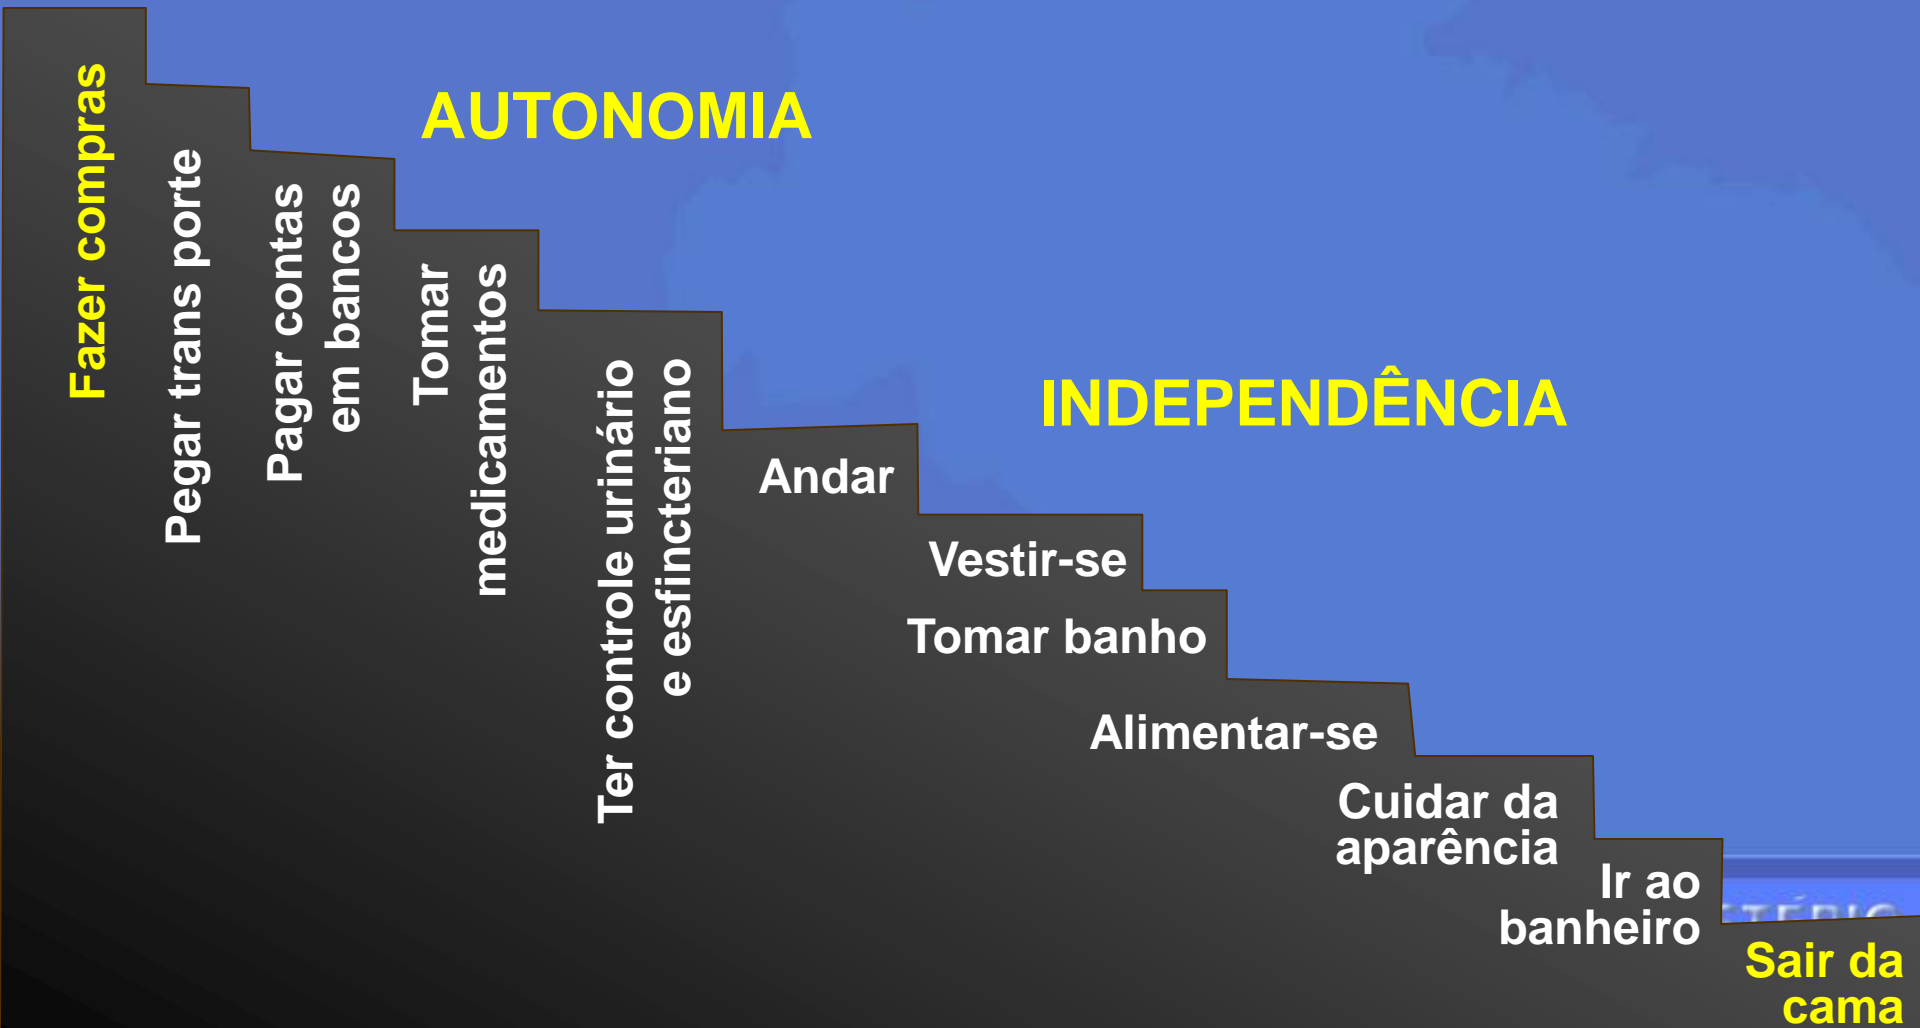 AUTONOMIA
INDEPENDÊNCIA
Fazer compras
Pegar trans porte
Pagar contas
em bancos
Tomar
medicamentos
Ter controle urinário
e esfincteriano
Andar
Vestir-se
Tomar banho
Alimentar-se
Cuidar da
aparência
Ir ao
banheiro
Sair da
cama